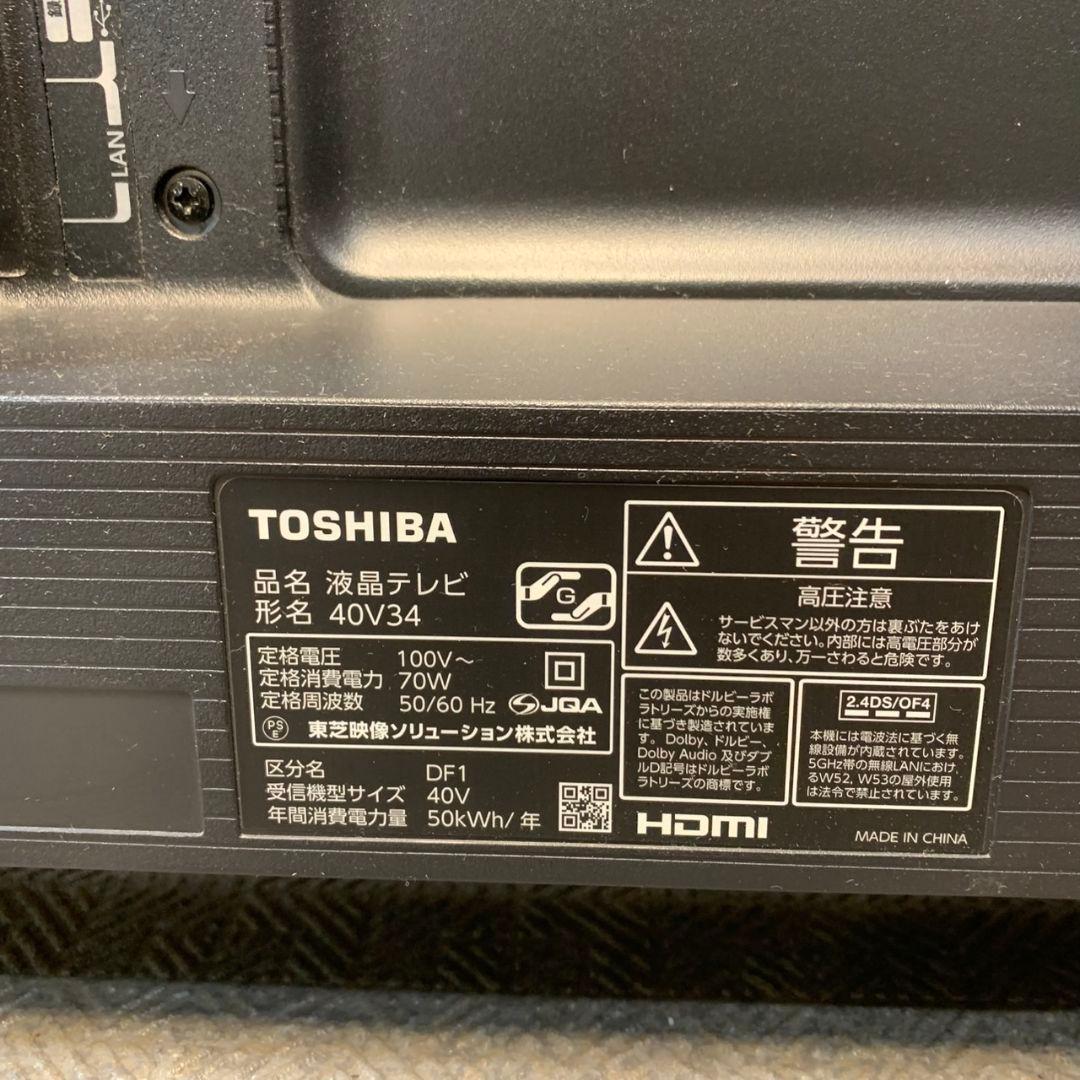 LAN
TOSHIBA
品名 液晶テレビ
形名 40V34
G
定格電圧 100V～
定格消費電力 70W
定格周波数 50/60 Hz
JQA
PS
E
東芝映像ソリューション株式会社
区分名 DF1
受信機型サイズ 40V
年間消費電力量 50kWh/年
警告
高圧注意
サービスマン以外の方は裏ぶたをあけ
ないでください。内部には高電圧部分が
数多くあり、万一さわると危険です。
この製品はドルビーラボ
ラトリーズからの実施権
に基づき製造されていま
す。Dolby、ドルビー、
Dolby Audio 及びダブ
ルD記号はドルビーラボ
ラトリーズの商標です。
2.4DS/OF4
本機には電波法に基づく無
線設備が内蔵されています。
5GHz帯の無線LANにおけ
るW52, W53の屋外使用
は法令で禁止されています。
HDMI
MADE IN CHINA